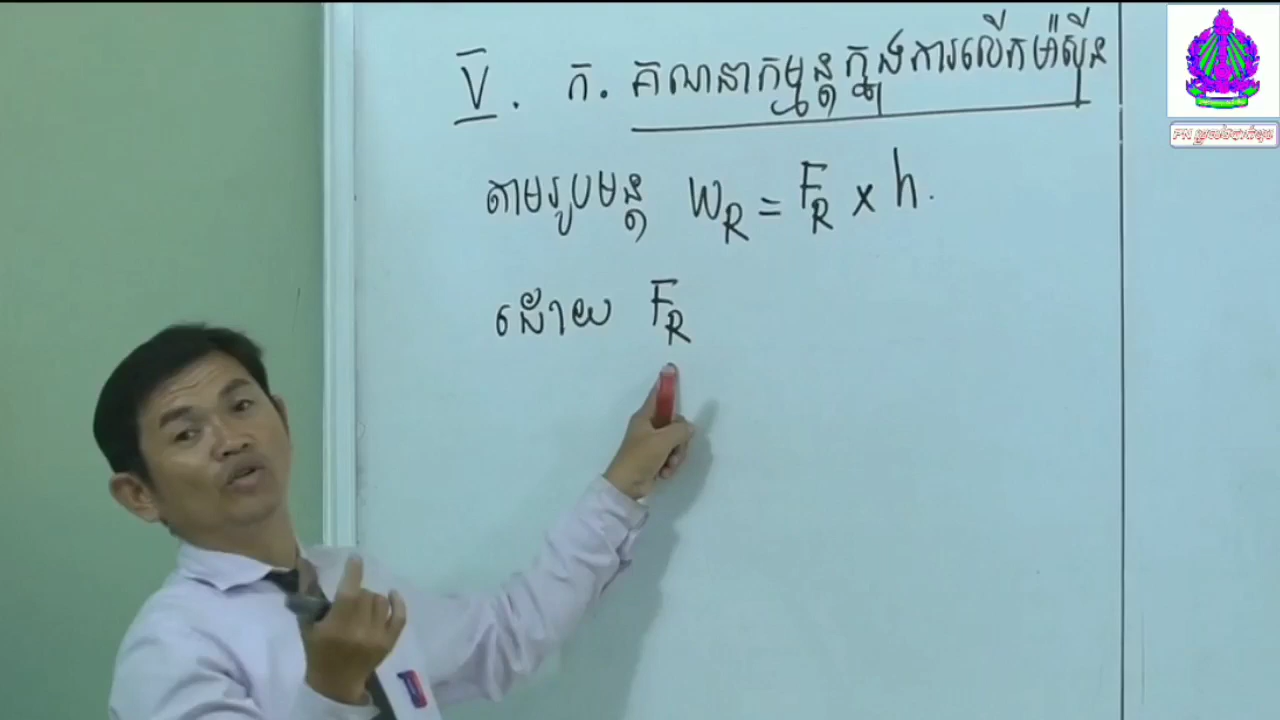 V. ក. គណនាកម្មន្តក្នុងការលើកម៉ាស៊ីន
តាមរូបមន្ត W_R = F_R × h.
ដោយ F_R